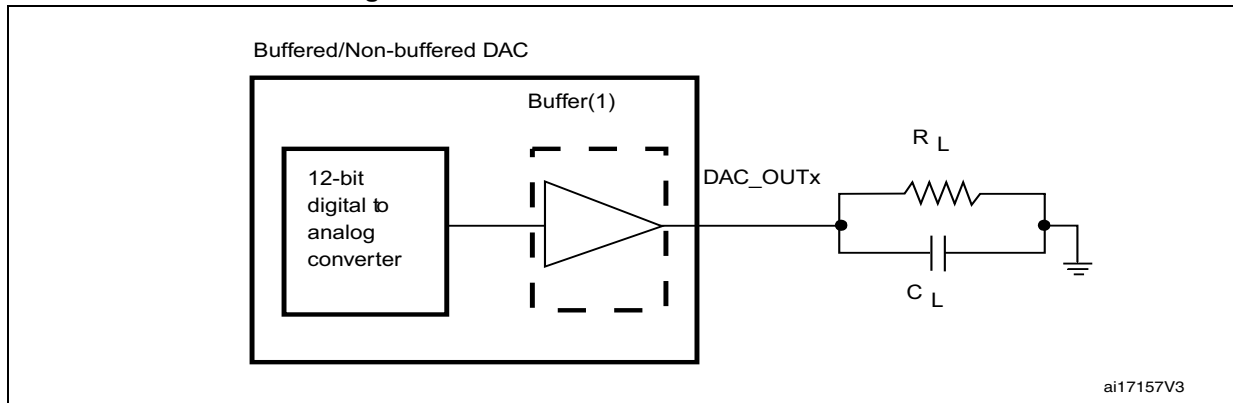 Buffered/Non-buffered DAC
Buffer(1)
12-bit
digital to
analog
converter
DAC_OUTx
R L
C L
ai17157V3